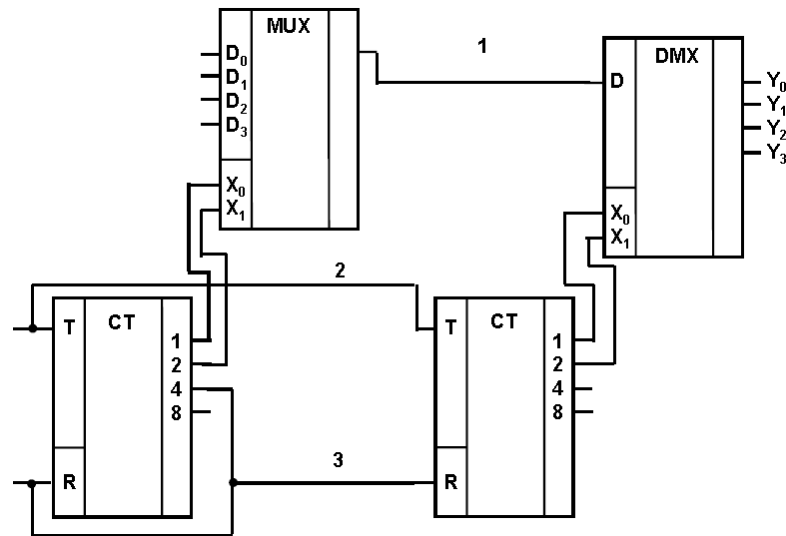 MUX
D₀
D₁
D₂
D₃
X₀
X₁
1
DMX
D
X₀
X₁
Y₀
Y₁
Y₂
Y₃
2
T
CT
1
2
4
8
R
3
T
CT
1
2
4
8
R